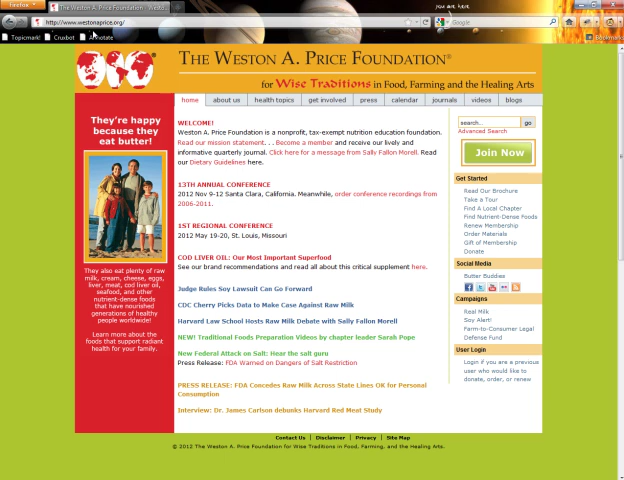 firefox
The Weston A. Price Foundation - Westo...
you are here
http://www.westonaprice.org/
Google
Topicmark! Cruxbot Annotate
Bookmark
THE WESTON A. PRICE FOUNDATION®
for Wise Traditions in Food, Farming and the Healing Arts
home about us health topics get involved press calendar journals videos blogs
They're happy
because they
eat butter!
They also eat plenty of raw
milk, cream, cheese, eggs,
liver, meat, cod liver oil,
seafood, and other
nutrient-dense foods
that have nourished
generations of healthy
people worldwide!
Learn more about the
foods that support radiant
health for your family.
WELCOME!
Weston A. Price Foundation is a nonprofit, tax-exempt nutrition education foundation.
Read our mission statement. . . Become a member and receive our lively and
informative quarterly journal. Click here for a message from Sally Fallon Morell. Read
our Dietary Guidelines here.
13TH ANNUAL CONFERENCE
2012 Nov 9-12 Santa Clara, California. Meanwhile, order conference recordings from
2006-2011.
1ST REGIONAL CONFERENCE
2012 May 19-20, St. Louis, Missouri
COD LIVER OIL: Our Most Important Superfood
See our brand recommendations and read all about this critical supplement here.
Judge Rules Soy Lawsuit Can Go Forward
CDC Cherry Picks Data to Make Case Against Raw Milk
Harvard Law School Hosts Raw Milk Debate with Sally Fallon Morell
NEW! Traditional Foods Preparation Videos by chapter leader Sarah Pope
New Federal Attack on Salt: Hear the salt guru
Press Release: FDA Warned on Dangers of Salt Restriction
PRESS RELEASE: FDA Concedes Raw Milk Across State Lines OK for Personal
Consumption
Interview: Dr. James Carlson debunks Harvard Red Meat Study
search.. go
Advanced Search
Join Now
Get Started
Read Our Brochure
Take a Tour
Find A Local Chapter
Find Nutrient-Dense Foods
Renew Membership
Order Materials
Gift of Membership
Donate
Social Media
Butter Buddies
Campaigns
Real Milk
Soy Alert!
Farm-to-Consumer Legal
Defense Fund
User Login
Login if you are a previous
user who would like to
donate, order, or renew
Contact Us | Disclaimer | Privacy | Site Map
© 2012 The Weston A. Price Foundation for Wise Traditions in Food, Farming, and the Healing Arts.